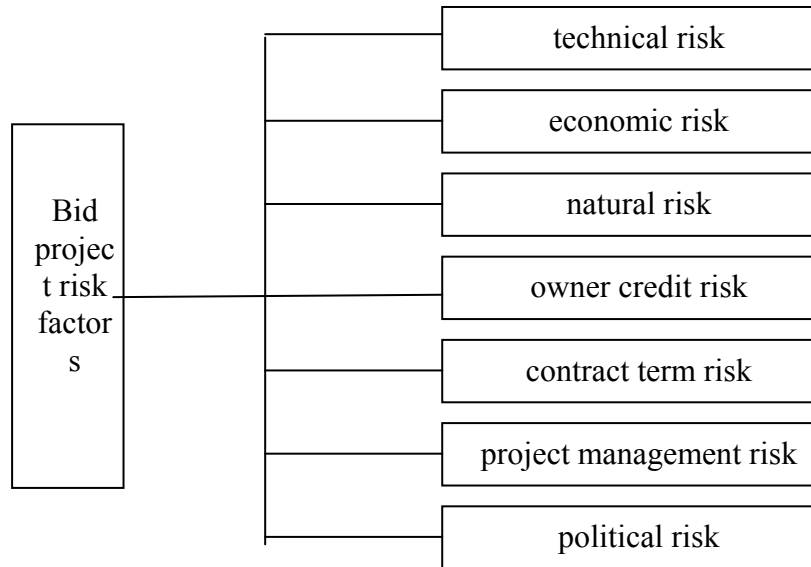 technical risk
economic risk
natural risk
owner credit risk
contract term risk
project management risk
political risk
Bid
projec
t risk
factor
s